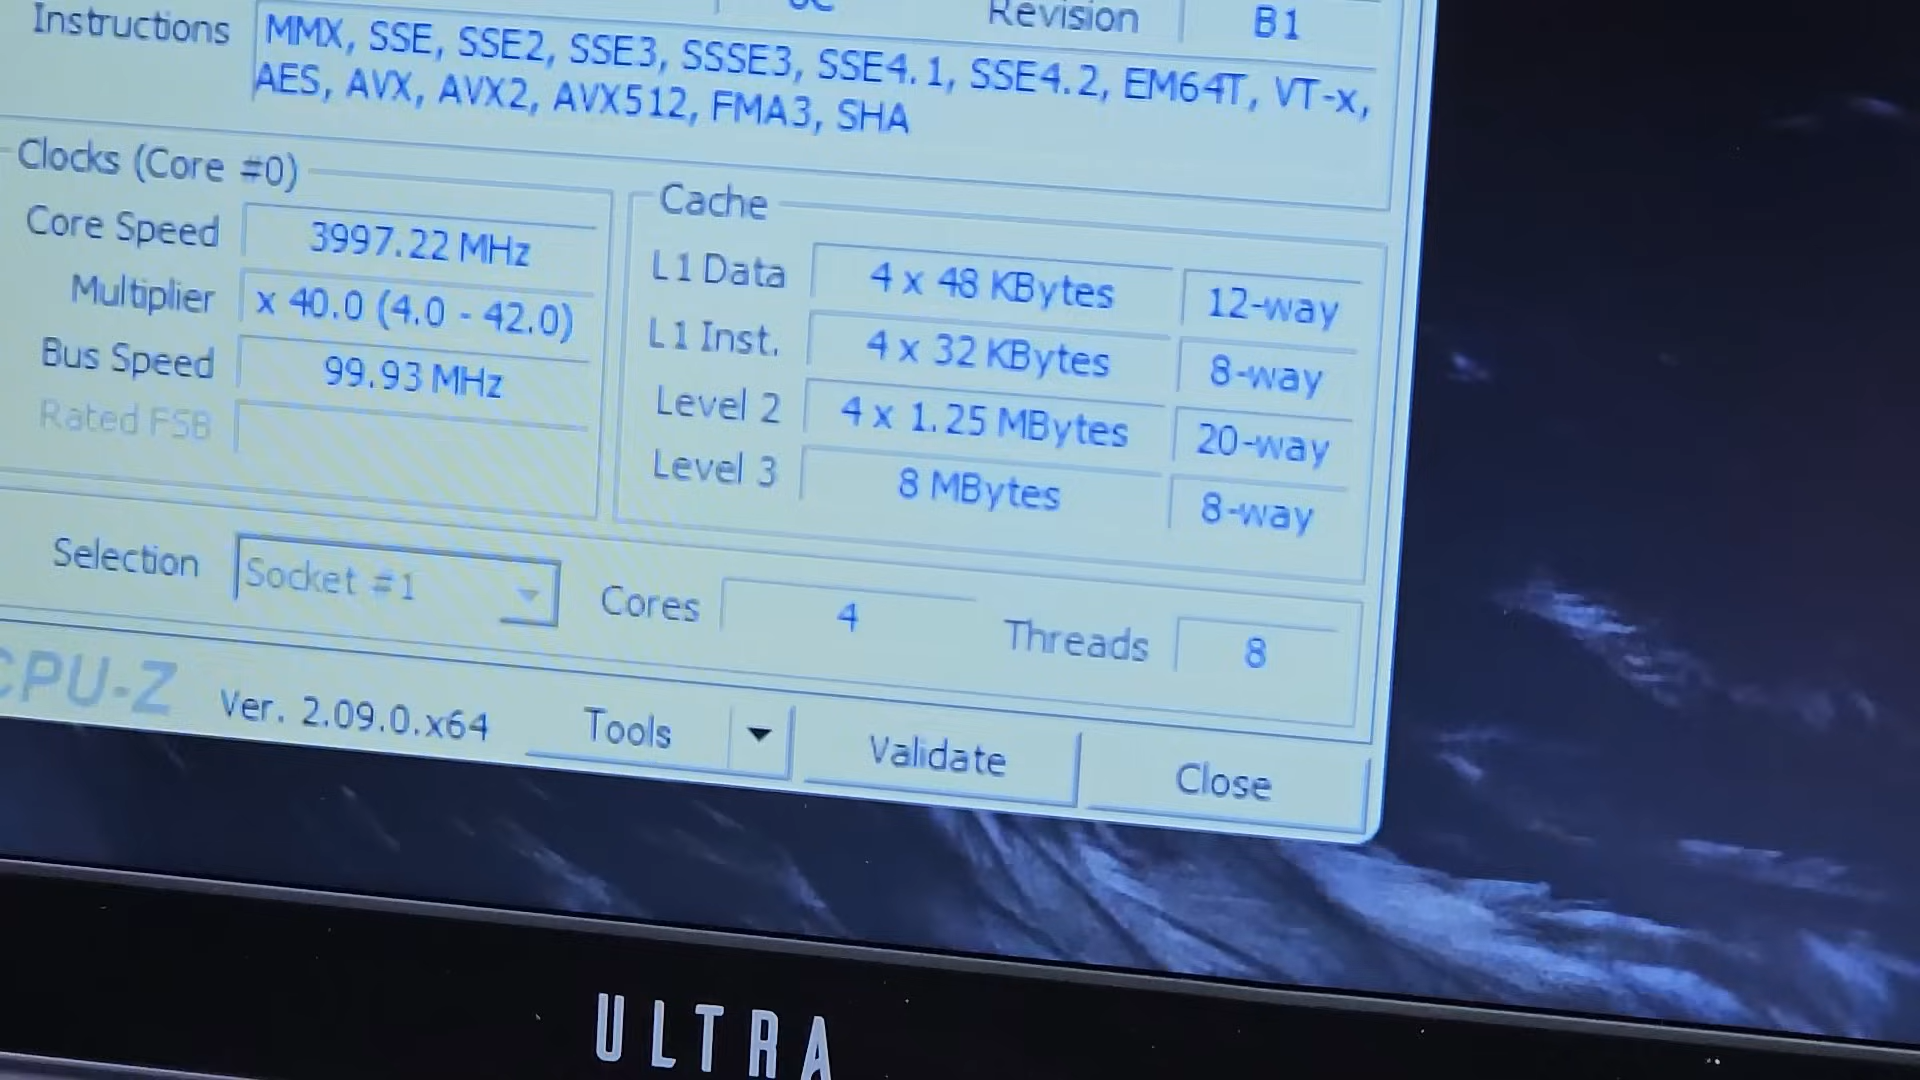 Instructions MMX, SSE, SSE2, SSE3, SSSE3, SSE4.1, SSE4.2, EM64T, VT-x,
AES, AVX, AVX2, AVX512, FMA3, SHA
Revision B1
Clocks (Core #0)
Core Speed 3997.22 MHz
Multiplier x 40.0 (4.0 - 42.0)
Bus Speed 99.93 MHz
Rated FSB
Cache
L1 Data 4 x 48 KBytes 12-way
L1 Inst. 4 x 32 KBytes 8-way
Level 2 4 x 1.25 MBytes 20-way
Level 3 8 MBytes 8-way
Selection Socket #1 Cores 4 Threads 8
CPU-Z Ver. 2.09.0.x64 Tools Validate Close
ULTRA